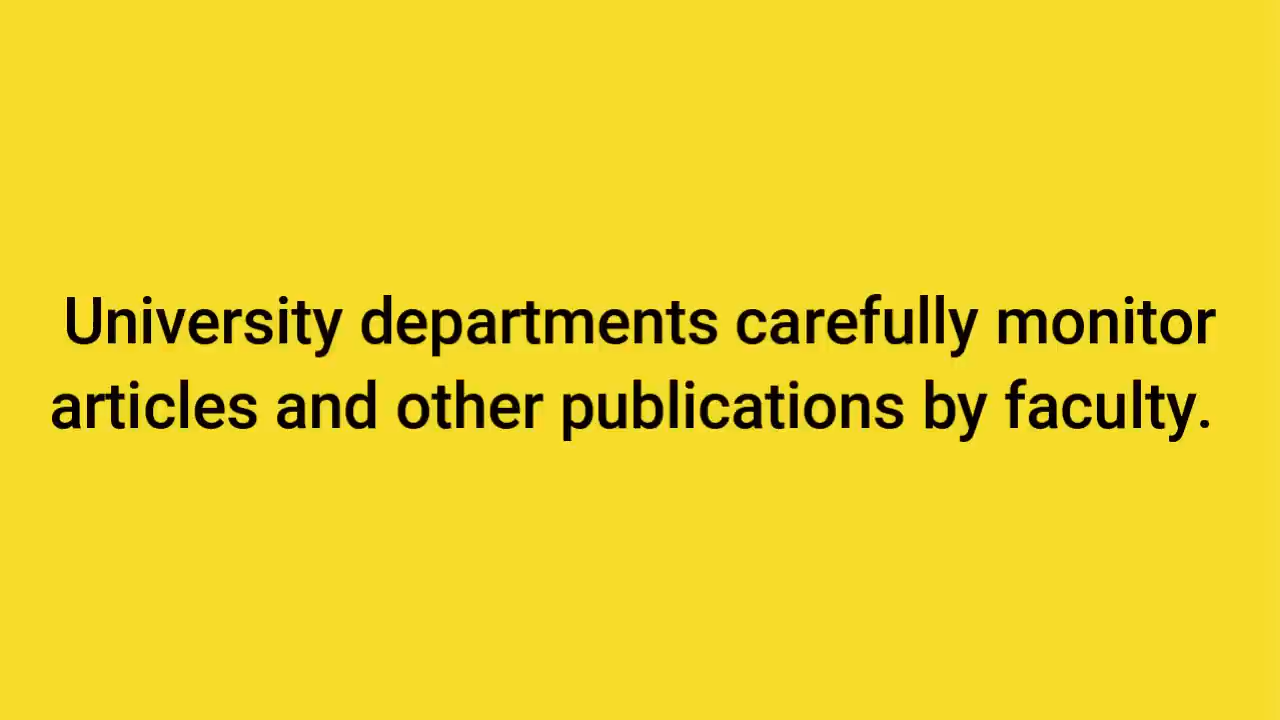 University departments carefully monitor
articles and other publications by faculty.